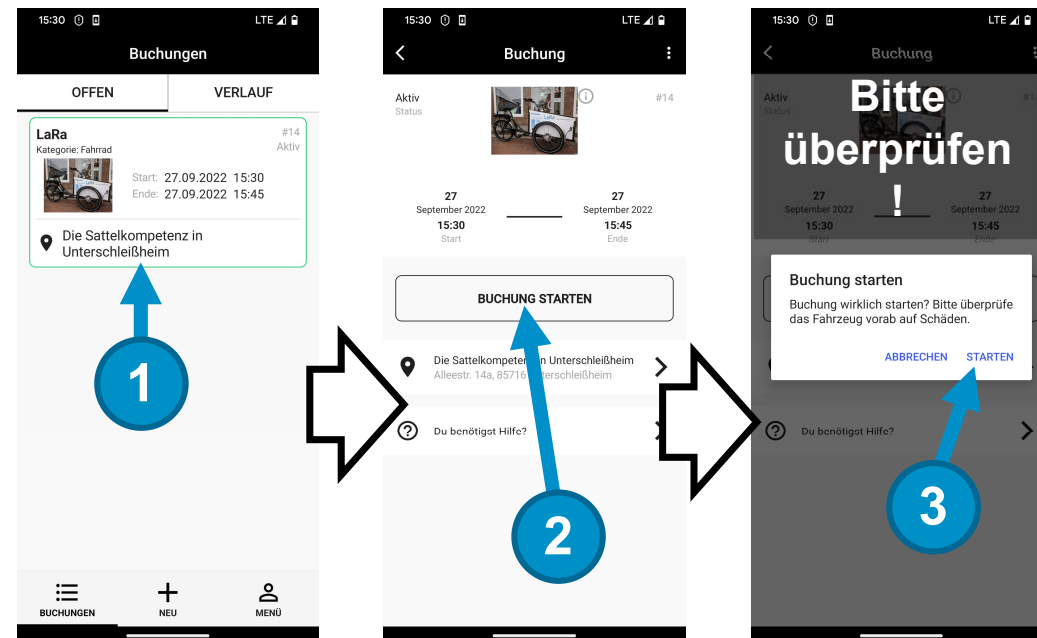 15:30 LTE
Buchungen
OFFEN VERLAUF
LaRa #14
Kategorie: Fahrrad Aktiv
Start: 27.09.2022 15:30
Ende: 27.09.2022 15:45
Die Sattelkompetenz in
Unterschleißheim
1
BUCHUNGEN NEU MENÜ
15:30 LTE
Buchung
Aktiv #14
Status
LaRa
27 27
September 2022 September 2022
15:30 15:45
Start Ende
BUCHUNG STARTEN
Die Sattelkompetenz in Unterschleißheim
Alleestr. 14a, 85716 Unterschleißheim
Du benötigst Hilfe?
2
15:30 LTE
Buchung
Aktiv #14
Status
Bitte
überprüfen
!
27 27
September 2022 September 2022
15:30 15:45
Start Ende
Buchung starten
Buchung wirklich starten? Bitte überprüfe
das Fahrzeug vorab auf Schäden.
ABBRECHEN STARTEN
Du benötigst Hilfe?
3